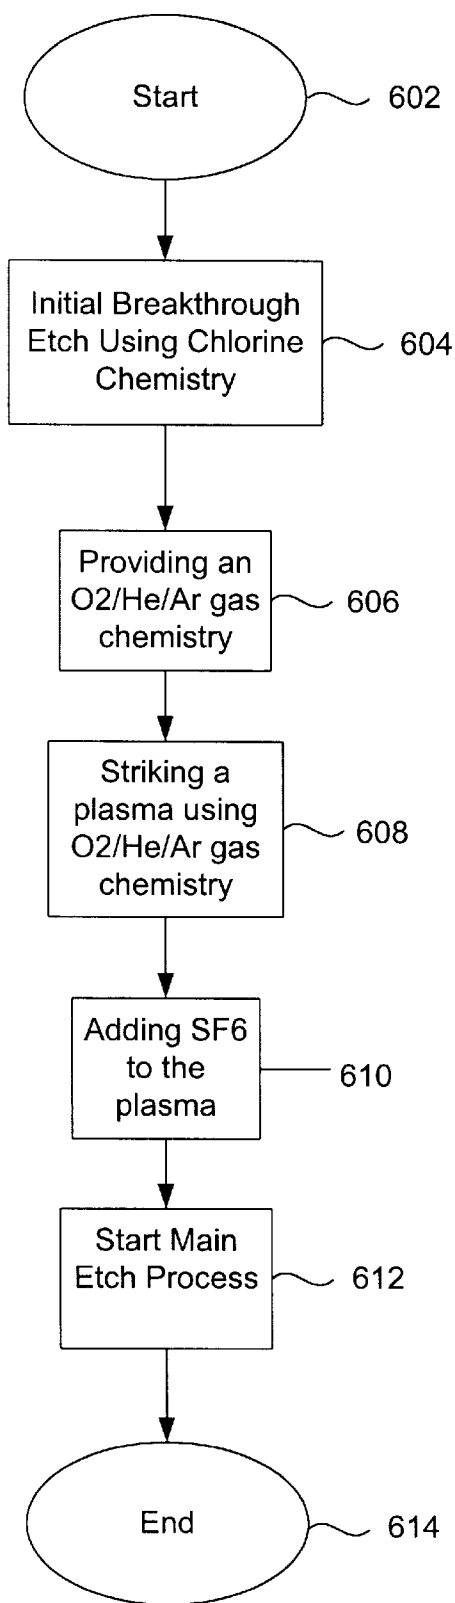 Start
602
Initial Breakthrough
Etch Using Chlorine
Chemistry
604
Providing an
O2/He/Ar gas
chemistry
606
Striking a
plasma using
O2/He/Ar gas
chemistry
608
Adding SF6
to the
plasma
610
Start Main
Etch Process
612
End
614